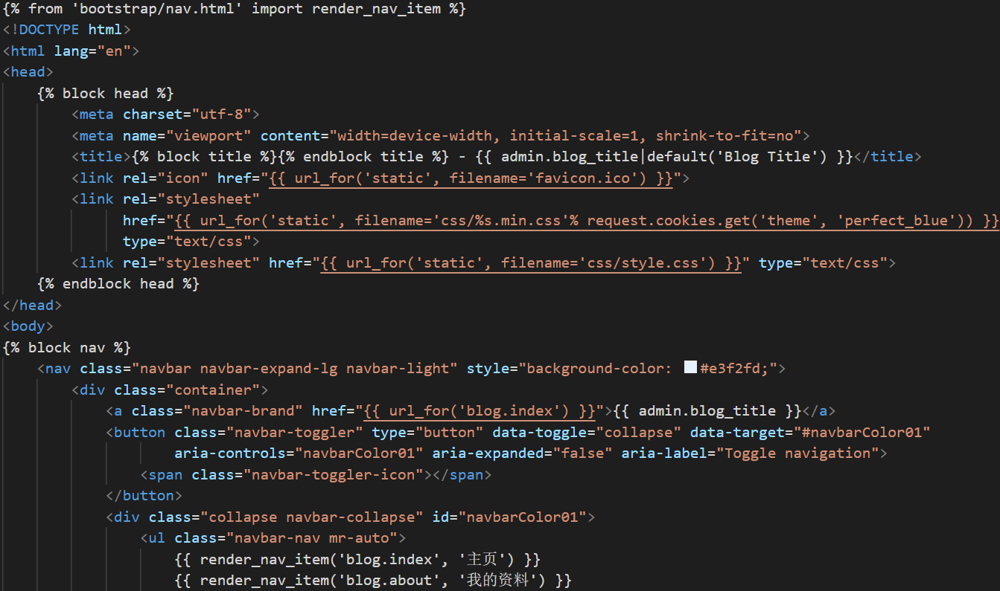 {% from 'bootstrap/nav.html' import render_nav_item %}
<!DOCTYPE html>
<html lang="en">
<head>
    {% block head %}
        <meta charset="utf-8">
        <meta name="viewport" content="width=device-width, initial-scale=1, shrink-to-fit=no">
        <title>{% block title %}{% endblock title %} - {{ admin.blog_title|default('Blog Title') }}</title>
        <link rel="icon" href="{{ url_for('static', filename='favicon.ico') }}">
        <link rel="stylesheet"
              href="{{ url_for('static', filename='css/%s.min.css'% request.cookies.get('theme', 'perfect_blue')) }}
              type="text/css">
        <link rel="stylesheet" href="{{ url_for('static', filename='css/style.css') }}" type="text/css">
    {% endblock head %}
</head>
<body>
{% block nav %}
    <nav class="navbar navbar-expand-lg navbar-light" style="background-color: #e3f2fd;">
        <div class="container">
            <a class="navbar-brand" href="{{ url_for('blog.index') }}">{{ admin.blog_title }}</a>
            <button class="navbar-toggler" type="button" data-toggle="collapse" data-target="#navbarColor01"
                    aria-controls="navbarColor01" aria-expanded="false" aria-label="Toggle navigation">
                <span class="navbar-toggler-icon"></span>
            </button>
            <div class="collapse navbar-collapse" id="navbarColor01">
                <ul class="navbar-nav mr-auto">
                    {{ render_nav_item('blog.index', '主页') }}
                    {{ render_nav_item('blog.about', '我的资料') }}